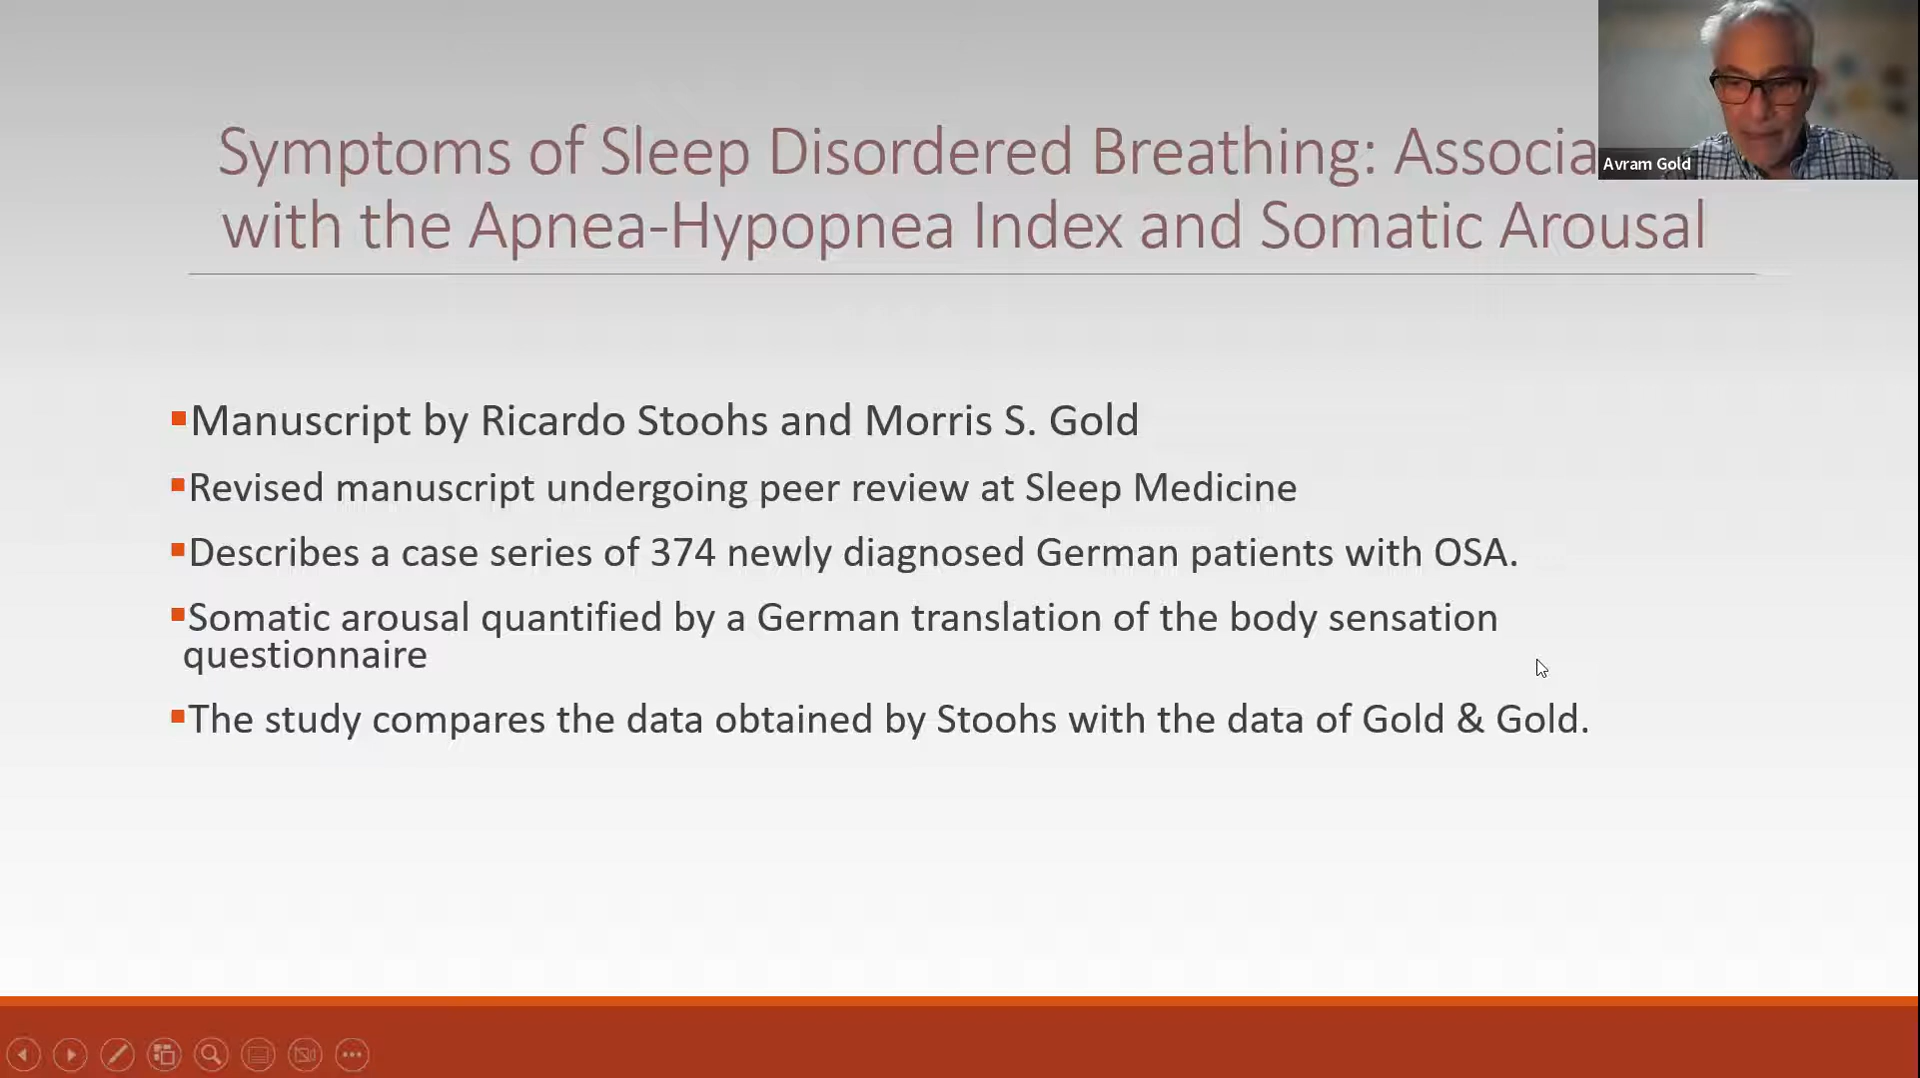 Symptoms of Sleep Disordered Breathing: Associa
with the Apnea-Hypopnea Index and Somatic Arousal
Avram Gold
▪Manuscript by Ricardo Stoohs and Morris S. Gold
▪Revised manuscript undergoing peer review at Sleep Medicine
▪Describes a case series of 374 newly diagnosed German patients with OSA.
▪Somatic arousal quantified by a German translation of the body sensation
questionnaire
▪The study compares the data obtained by Stoohs with the data of Gold & Gold.